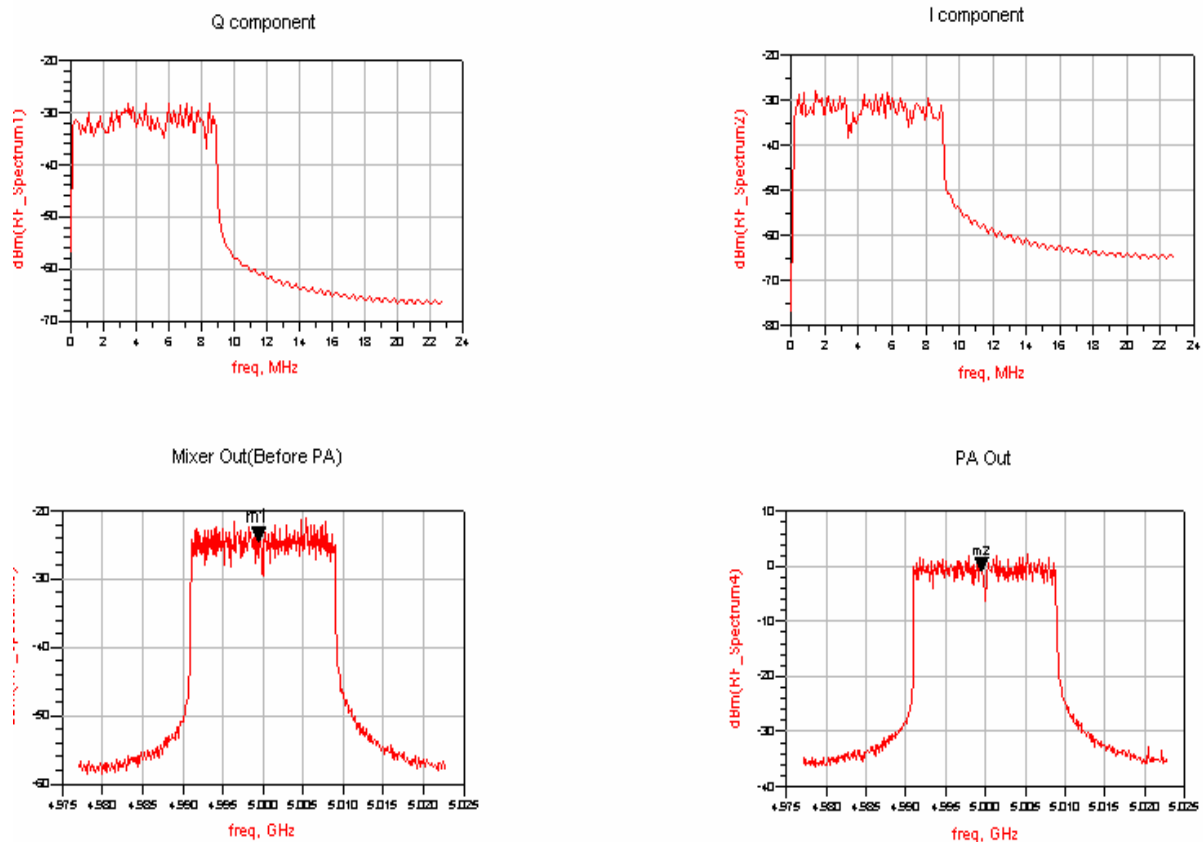 Q component
I component
-20
-30
-40
-50
-60
-70
dBm(RF_Spectrum1)
0 2 4 6 8 10 12 14 16 18 20 22 24
freq, MHz
-20
-30
-40
-50
-60
-70
-80
dBm(RF_Spectrum2)
0 2 4 6 8 10 12 14 16 18 20 22 24
freq, MHz
Mixer Out(Before PA)
PA Out
m1
-20
-30
-40
-50
-60
4.975 4.980 4.985 4.990 4.995 5.000 5.005 5.010 5.015 5.020 5.025
freq, GHz
m2
10
0
-10
-20
-30
-40
dBm(RF_Spectrum4)
4.975 4.980 4.985 4.990 4.995 5.000 5.005 5.010 5.015 5.020 5.025
freq, GHz